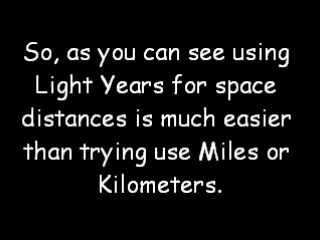 So, as you can see using
Light Years for space
distances is much easier
than trying use Miles or
Kilometers.